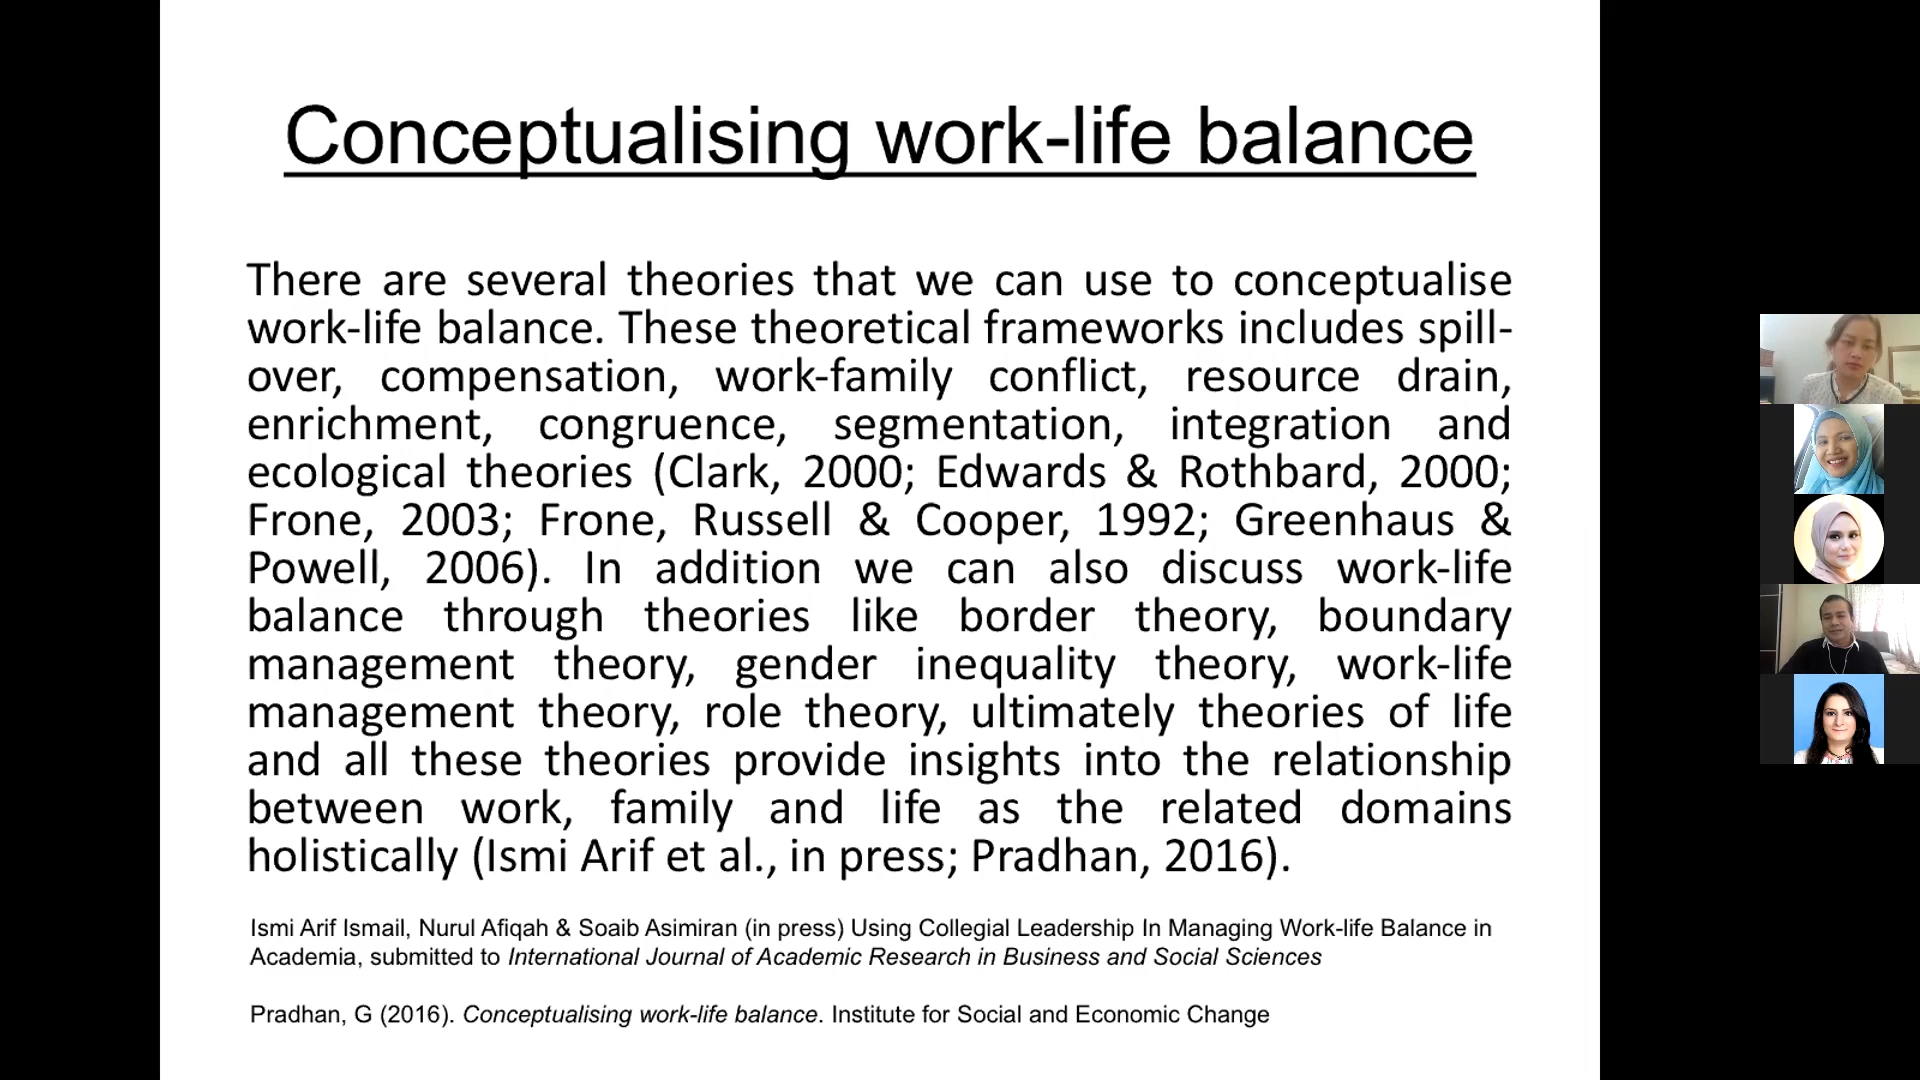 Conceptualising work-life balance
There are several theories that we can use to conceptualise
work-life balance. These theoretical frameworks includes spill-
over, compensation, work-family conflict, resource drain,
enrichment, congruence, segmentation, integration and
ecological theories (Clark, 2000; Edwards & Rothbard, 2000;
Frone, 2003; Frone, Russell & Cooper, 1992; Greenhaus &
Powell, 2006). In addition we can also discuss work-life
balance through theories like border theory, boundary
management theory, gender inequality theory, work-life
management theory, role theory, ultimately theories of life
and all these theories provide insights into the relationship
between work, family and life as the related domains
holistically (Ismi Arif et al., in press; Pradhan, 2016).
Ismi Arif Ismail, Nurul Afiqah & Soaib Asimiran (in press) Using Collegial Leadership In Managing Work-life Balance in
Academia, submitted to International Journal of Academic Research in Business and Social Sciences
Pradhan, G (2016). Conceptualising work-life balance. Institute for Social and Economic Change